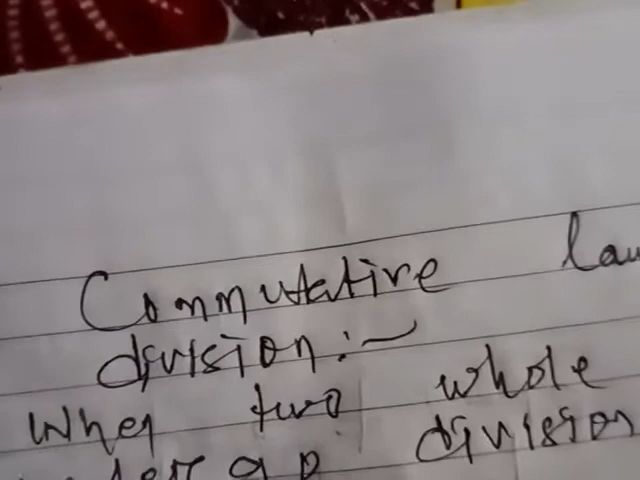 Commutative law
division :-
When two whole
division